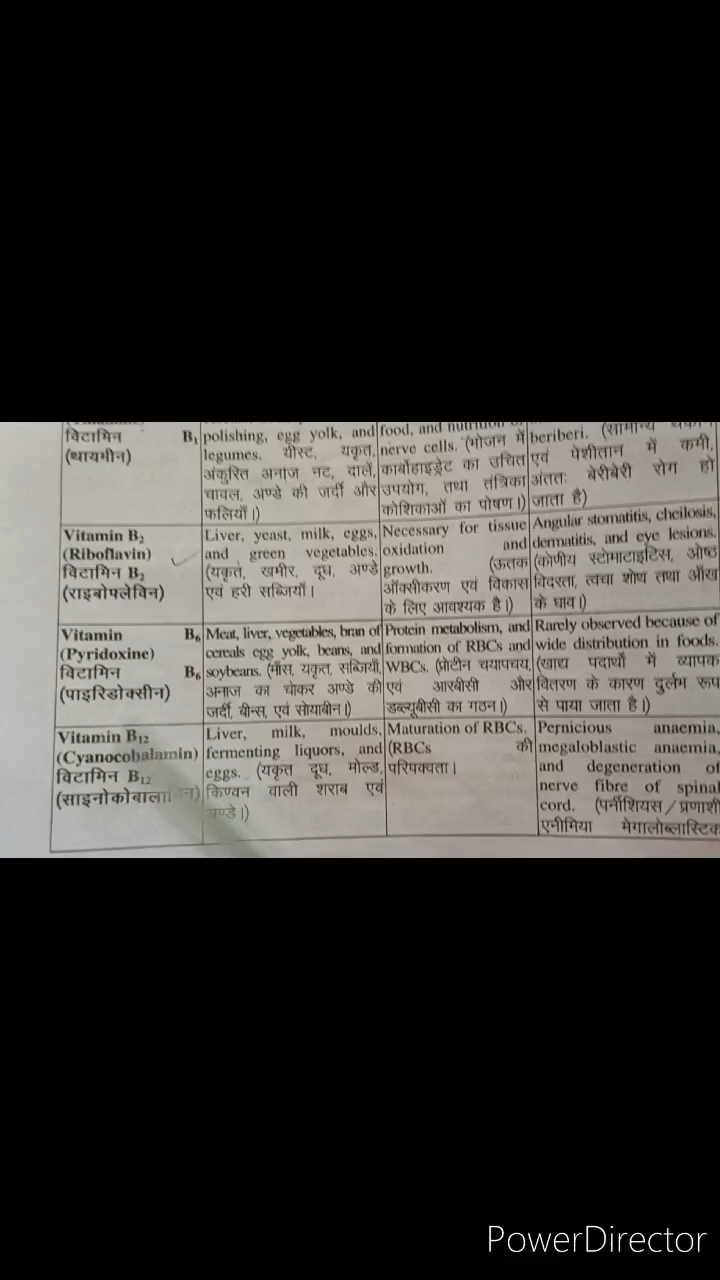 विटामिन B₁
(थायमीन)
polishing, egg yolk, and
legumes. यीस्ट, यकृत,
अंकुरित अनाज नट, दालें,
चावल, अण्डे की जर्दी और
फलियाँ।)
food, and
nerve cells. (भोजन में
कार्बोहाइड्रेट का उचित
उपयोग, तथा तंत्रिका
कोशिकाओं का पोषण।)
beriberi. (सामान्य
एवं पेशीतान में कमी,
अंततः बेरीबेरी रोग हो
जाता है)
Vitamin B₂
(Riboflavin)
विटामिन B₂
(राइबोफ्लेविन)
Liver, yeast, milk, eggs,
and green vegetables.
(यकृत, खमीर, दूध, अण्डे
एवं हरी सब्जियाँ।
Necessary for tissue
oxidation and
growth. (ऊतक
ऑक्सीकरण एवं विकास
के लिए आवश्यक है।)
Angular stomatitis, cheilosis,
dermatitis, and eye lesions.
(कोणीय स्टोमाटाइटिस, ओष्ठ
विदरता, त्वचा शोथ तथा आँख
के घाव।)
Vitamin B₆
(Pyridoxine)
विटामिन B₆
(पाइरिडोक्सीन)
Meat, liver, vegetables, bran of
cereals egg yolk, beans, and
soybeans. (माँस, यकृत, सब्जियाँ,
अनाज का चोकर अण्डे की
जर्दी, बीन्स, एवं सोयाबीन।)
Protein metabolism, and
formation of RBCs and
WBCs. (प्रोटीन चयापचय,
एवं आरबीसी और
डब्ल्यूबीसी का गठन।)
Rarely observed because of
wide distribution in foods.
(खाद्य पदार्थों में व्यापक
वितरण के कारण दुर्लभ रूप
से पाया जाता है।)
Vitamin B₁₂
(Cyanocobalamin)
विटामिन B₁₂
Liver, milk, moulds,
fermenting liquors, and
eggs. (यकृत दूध, मोल्ड,
किण्वन वाली शराब एवं
Maturation of RBCs.
(RBCs की
परिपक्वता।
Pernicious anaemia,
megaloblastic anaemia,
and degeneration of
nerve fibre of spinal
cord. (पर्नीशियस / प्रणाशी
एनीमिया मेगालोब्लास्टिक
PowerDirector